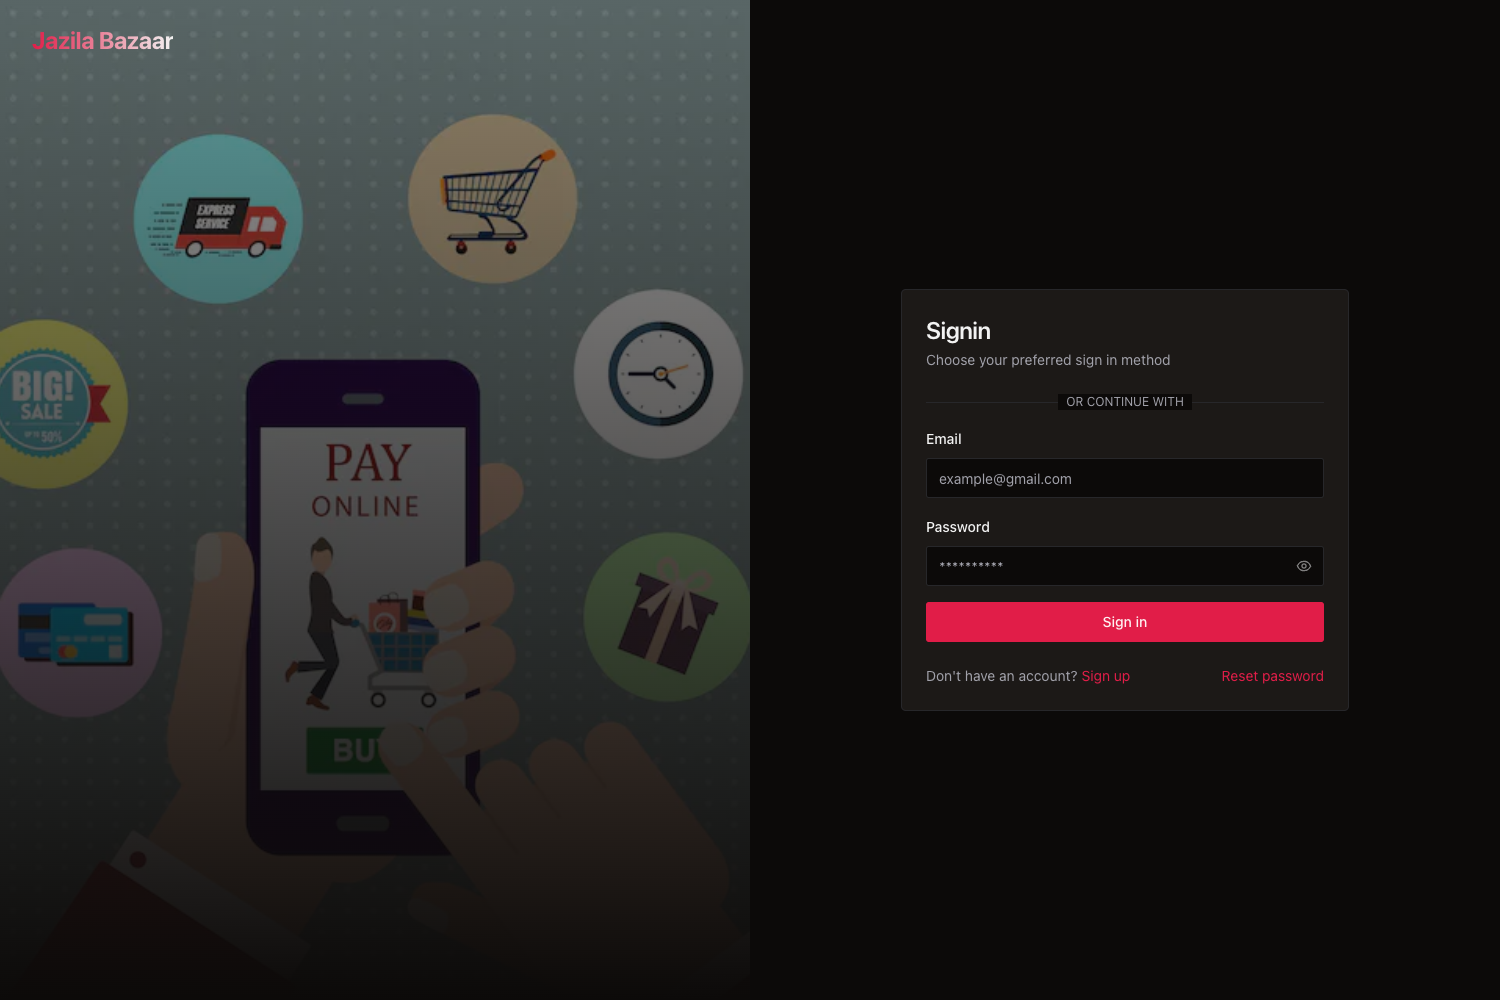 Jazila Bazaar
EXPRESS
SERVICE
BIG!
SALE
UP TO 50%
PAY
ONLINE
BUY
Signin
Choose your preferred sign in method
OR CONTINUE WITH
Email
example@gmail.com
Password
**********
Sign in
Don't have an account? Sign up
Reset password